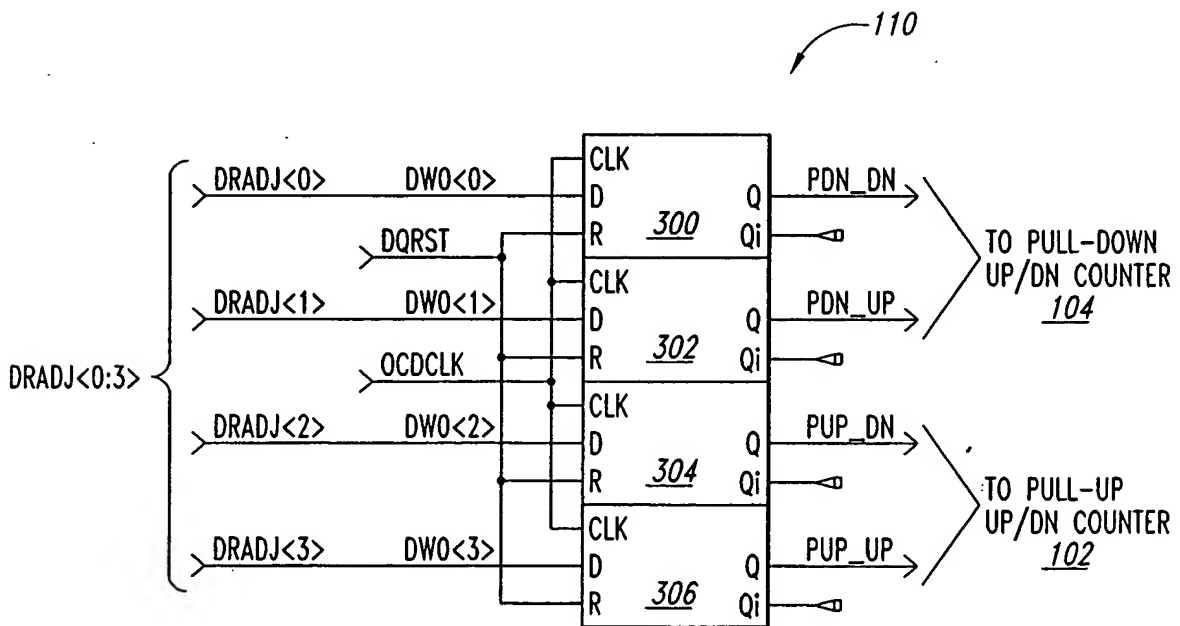 110
CLK
DRADJ<0> DW0<0> D Q PDN_DN
DQRST R 300 Qi
TO PULL-DOWN
UP/DN COUNTER
104
CLK
DRADJ<1> DW0<1> D Q PDN_UP
302
R Qi
DRADJ<0:3>
OCDCLK
CLK
DRADJ<2> DW0<2> D Q PUP_DN
304
R Qi
TO PULL-UP
UP/DN COUNTER
102
CLK
DRADJ<3> DW0<3> D Q PUP_UP
R 306 Qi